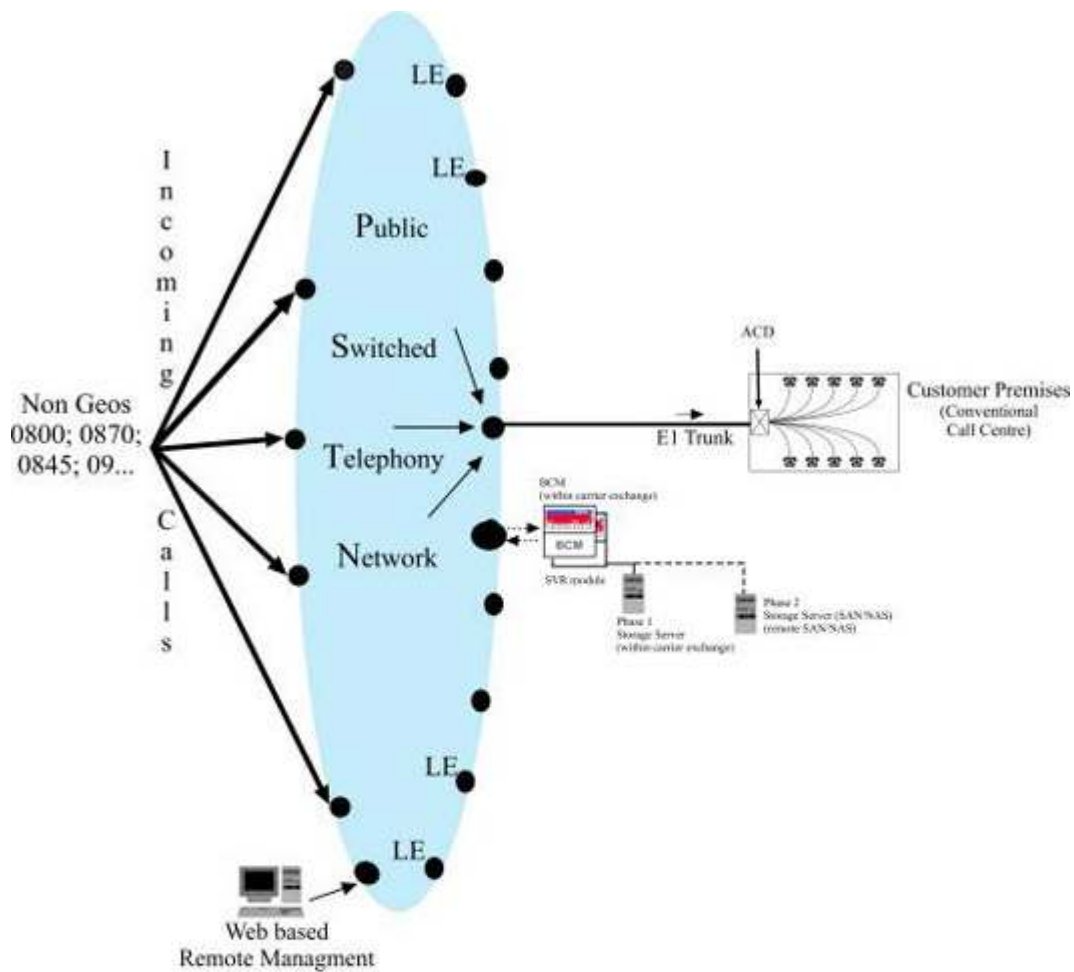 LE
LE
Incoming
Public
Switched
ACD
Customer Premises
(Conventional
Call Centre)
Non Geos
0800; 0870;
0845; 09...
E1 Trunk
Telephony
BCM
(within carrier exchange)
Network
BCM
SVR module
Calls
Phase 1
Storage Server
(within carrier exchange)
Phase 2
Storage Server (SAN/NAS)
(remote SAN/NAS)
LE
LE
Web based
Remote Managment